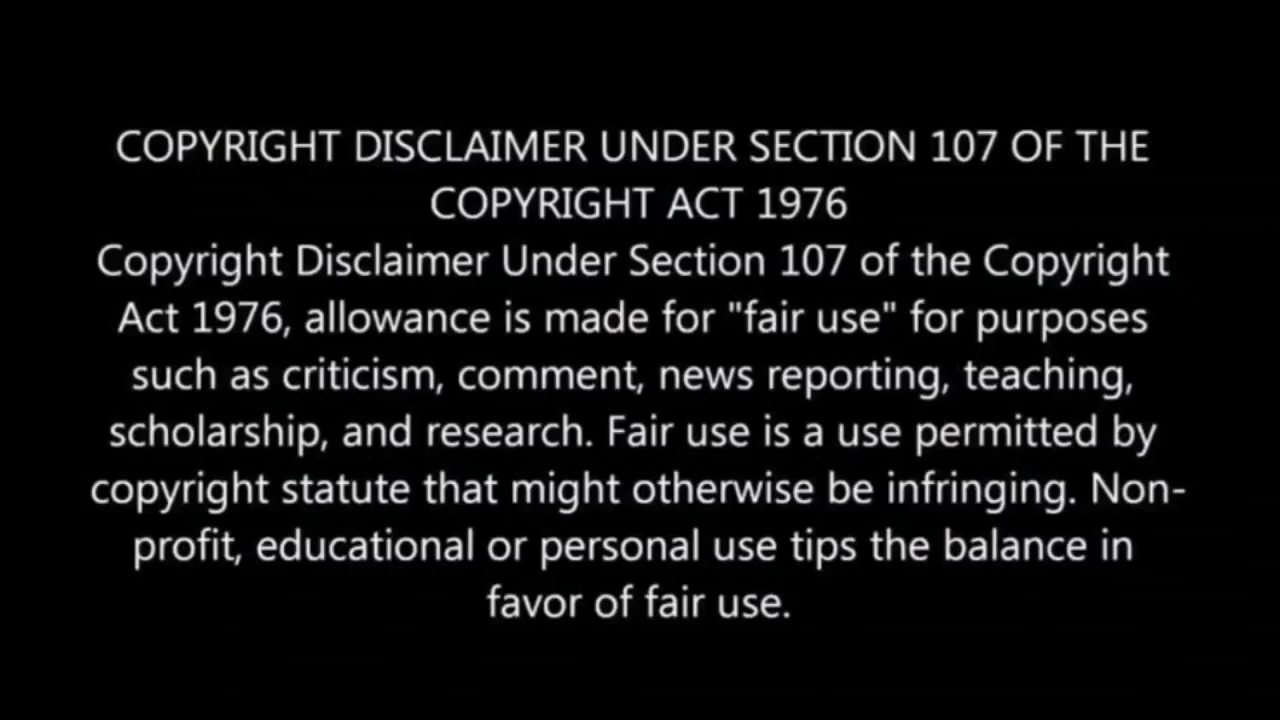 COPYRIGHT DISCLAIMER UNDER SECTION 107 OF THE
COPYRIGHT ACT 1976
Copyright Disclaimer Under Section 107 of the Copyright
Act 1976, allowance is made for "fair use" for purposes
such as criticism, comment, news reporting, teaching,
scholarship, and research. Fair use is a use permitted by
copyright statute that might otherwise be infringing. Non-
profit, educational or personal use tips the balance in
favor of fair use.